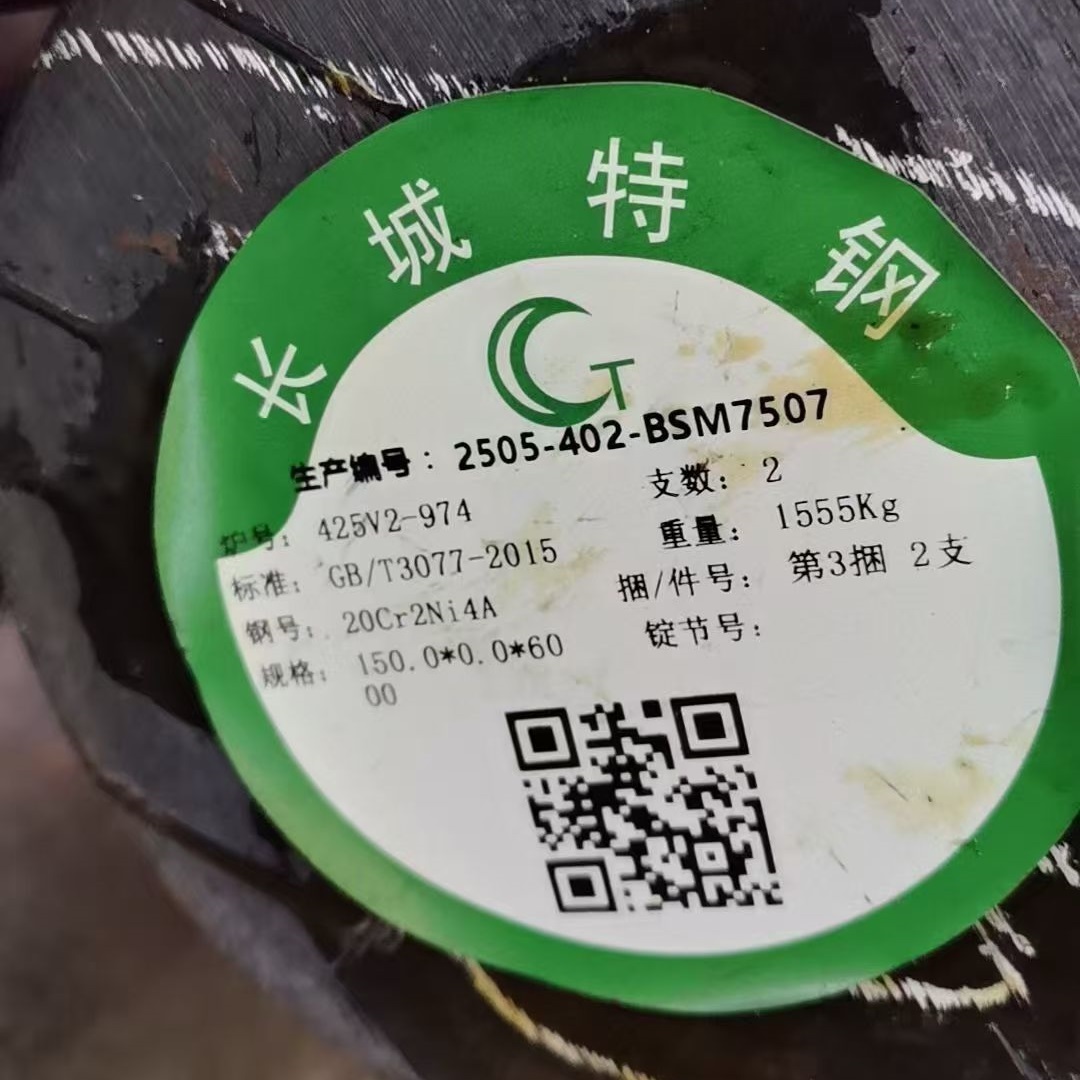 长城特钢
CT
生产编号：2505-402-BSM7507
炉号：425V2-974
支数：2
标准：GB/T3077-2015
重量：1555Kg
钢号：20Cr2Ni4A
捆/件号：第3捆 2支
规格：150.0*0.0*60
00
锭节号：